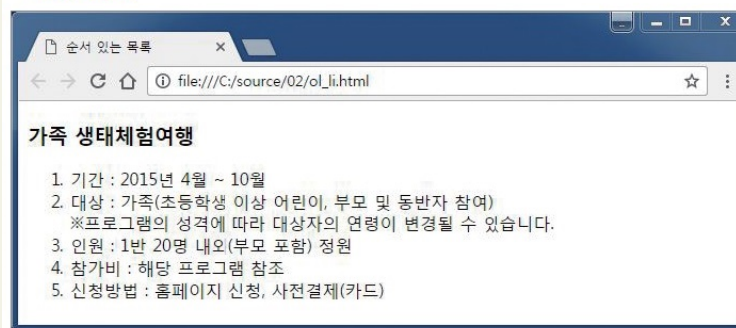 순서 있는 목록
file:///C:/source/02/ol_li.html
가족 생태체험여행
1. 기간 : 2015년 4월 ~ 10월
2. 대상 : 가족(초등학생 이상 어린이, 부모 및 동반자 참여)
※프로그램의 성격에 따라 대상자의 연령이 변경될 수 있습니다.
3. 인원 : 1반 20명 내외(부모 포함) 정원
4. 참가비 : 해당 프로그램 참조
5. 신청방법 : 홈페이지 신청, 사전결제(카드)